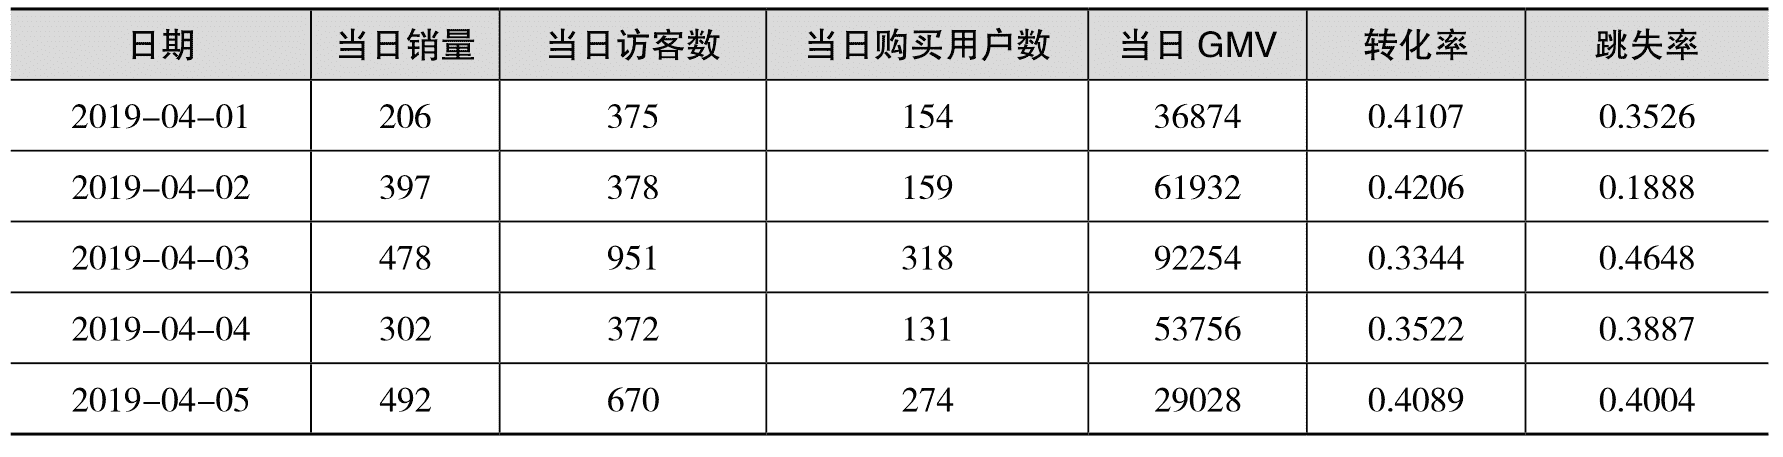 日期 当日销量 当日访客数 当日购买用户数 当日 GMV 转化率 跳失率
2019-04-01 206 375 154 36874 0.4107 0.3526
2019-04-02 397 378 159 61932 0.4206 0.1888
2019-04-03 478 951 318 92254 0.3344 0.4648
2019-04-04 302 372 131 53756 0.3522 0.3887
2019-04-05 492 670 274 29028 0.4089 0.4004